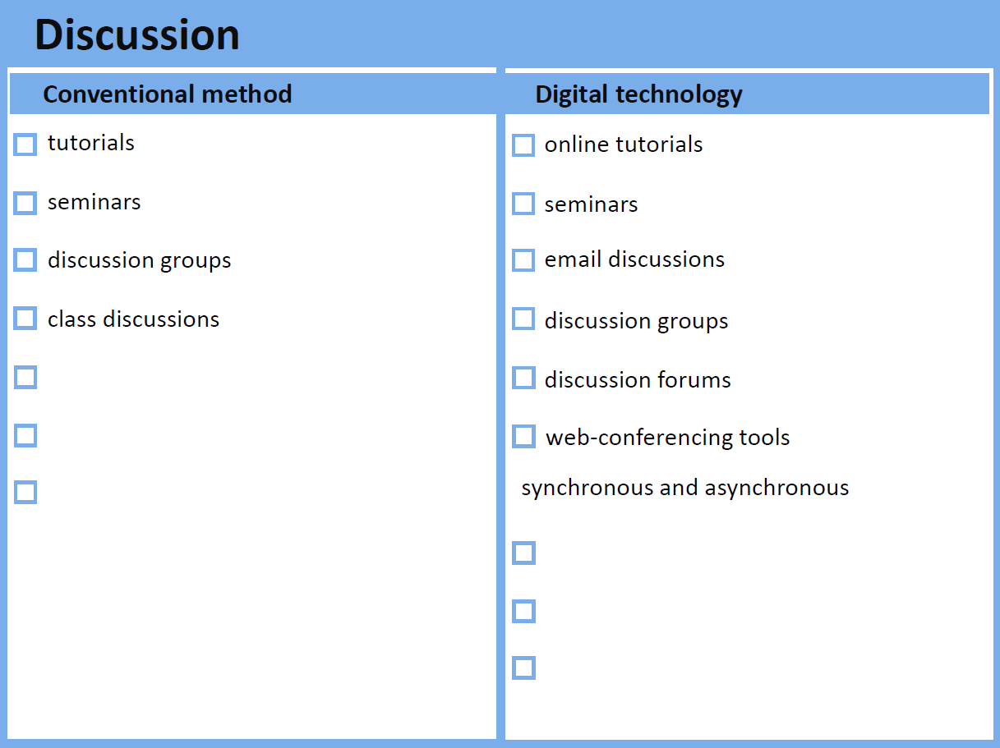 Discussion
Conventional method
tutorials
seminars
discussion groups
class discussions
Digital technology
online tutorials
seminars
email discussions
discussion groups
discussion forums
web-conferencing tools
synchronous and asynchronous